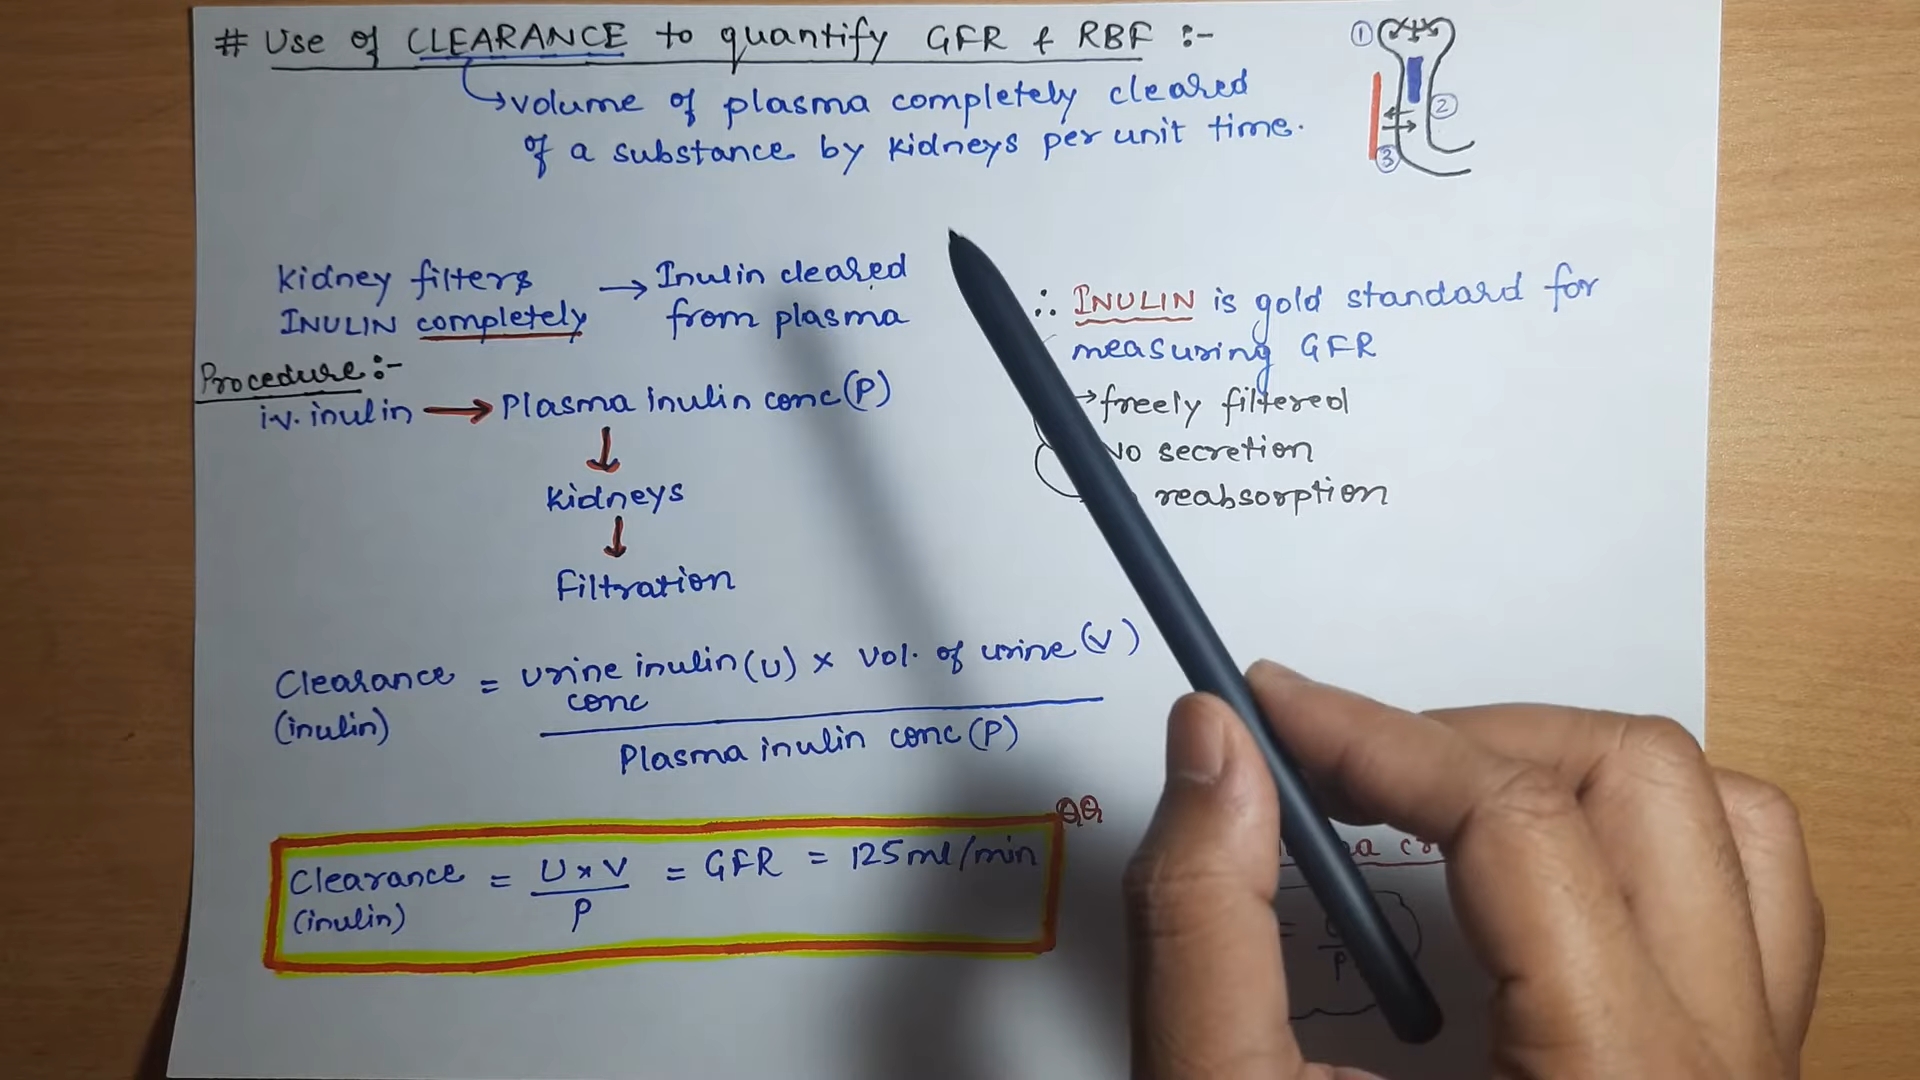 # Use of CLEARANCE to quantify GFR & RBF :-
→ volume of plasma completely cleared
of a substance by kidneys per unit time.
① ② ③
Kidney filters → Inulin cleared
INULIN completely from plasma
∴ INULIN is gold standard for
measuring GFR
→ freely filtered
No secretion
reabsorption
Procedure :-
i.v. inulin → Plasma inulin conc (P)
↓
Kidneys
↓
Filtration
Clearance = urine inulin (U) x Vol. of urine (V)
(inulin) conc
Plasma inulin conc (P)
QQ
Clearance = U x V = GFR = 125 ml/min
(inulin) P
= P